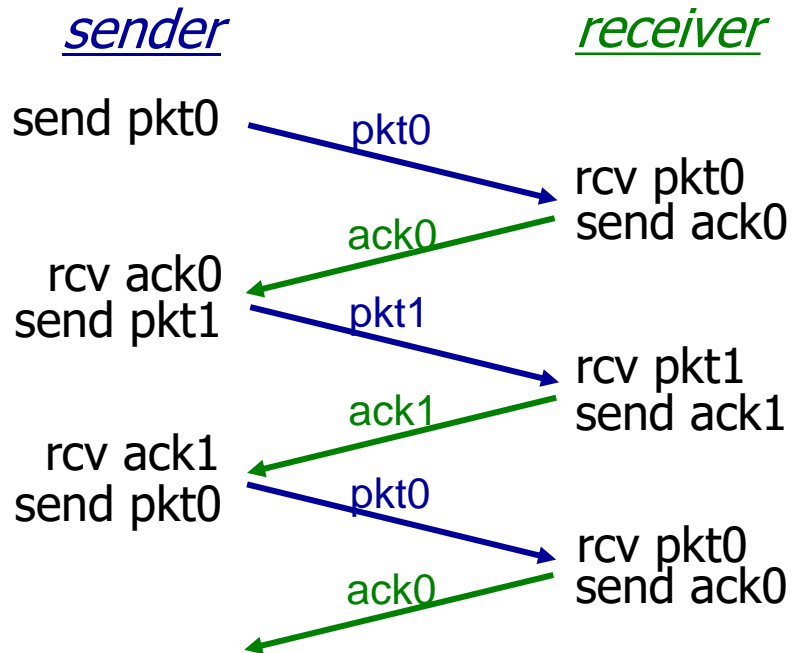 sender
receiver
send pkt0
pkt0
rcv pkt0
send ack0
ack0
rcv ack0
send pkt1
pkt1
rcv pkt1
send ack1
ack1
rcv ack1
send pkt0
pkt0
rcv pkt0
send ack0
ack0